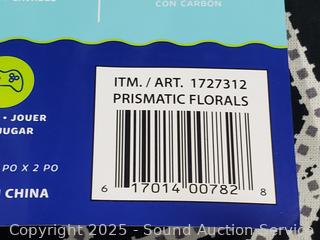 CON CARBÓN
ITM. / ART. 1727312
PRISMATIC FLORALS
• JOUER
JUGAR
PO X 2 PO
CHINA
6 17014 00782 8
Copyright © 2025 - Sound Auction Service - B